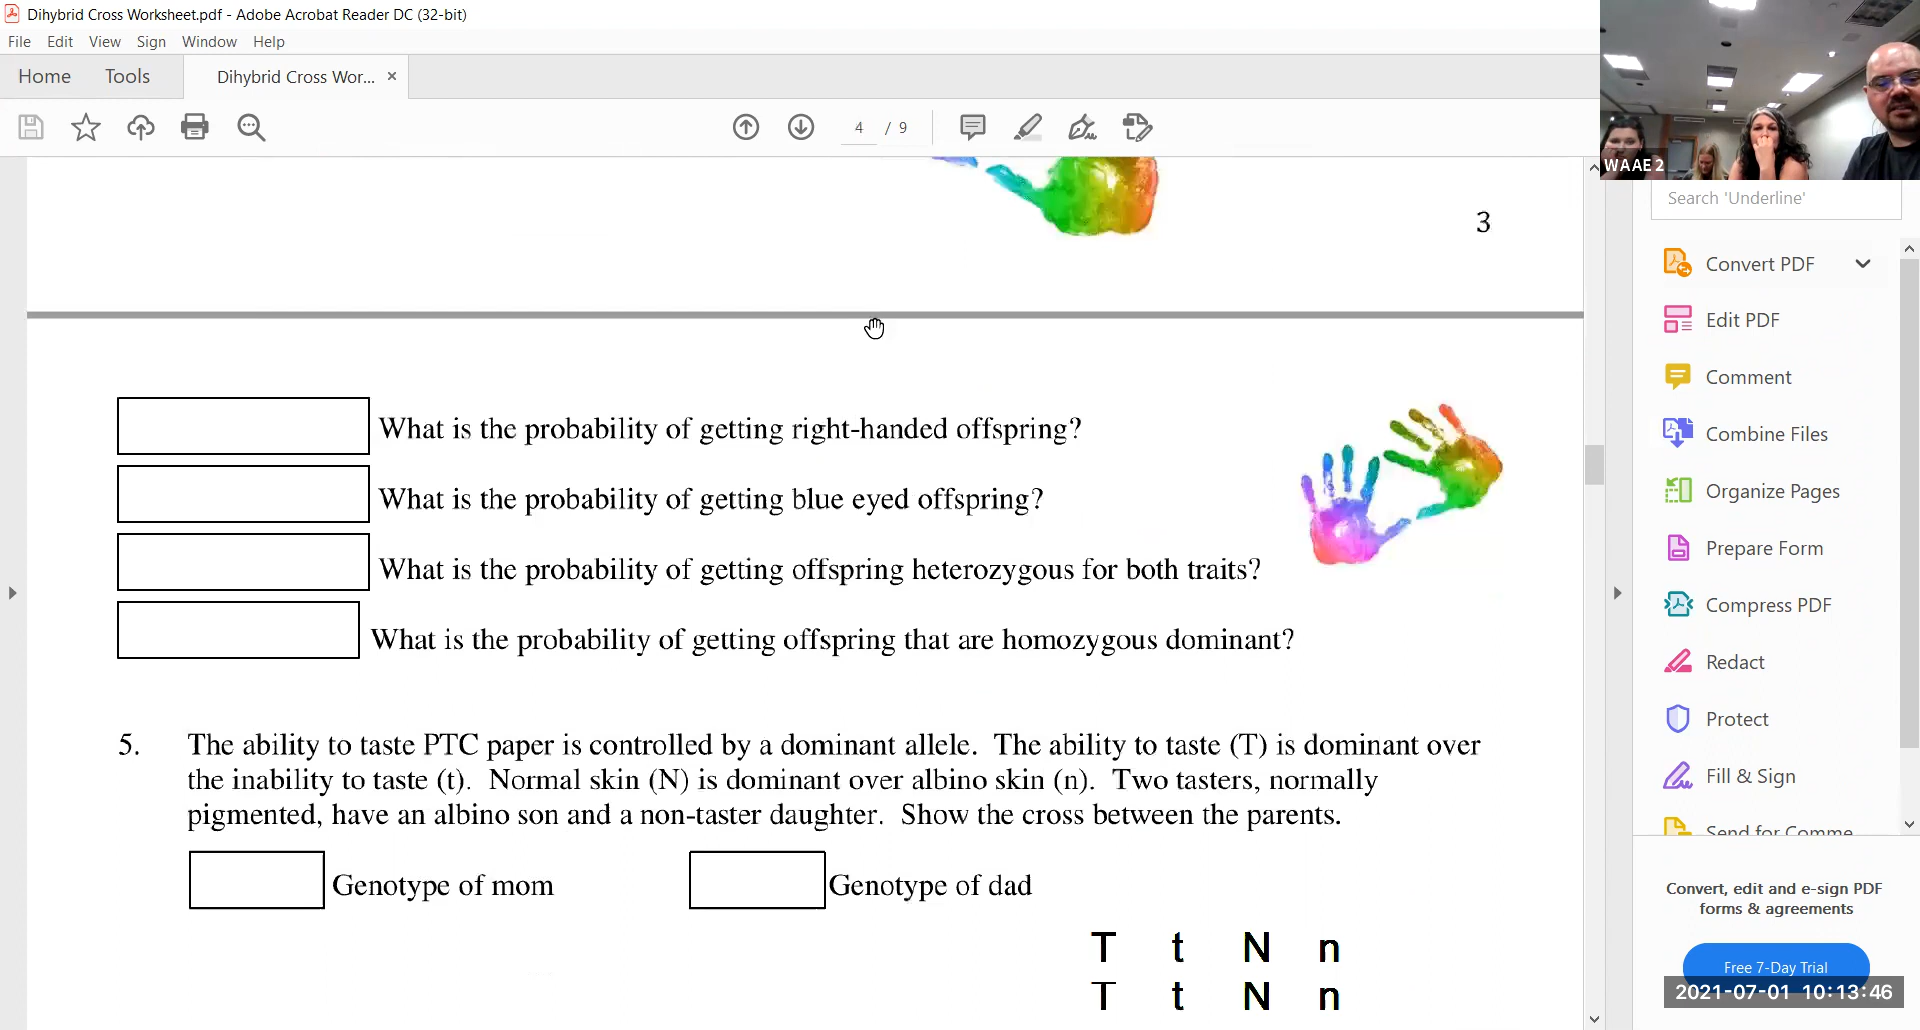 Dihybrid Cross Worksheet.pdf - Adobe Acrobat Reader DC (32-bit)
File Edit View Sign Window Help
Home Tools Dihybrid Cross Wor... ×
4 / 9
WAAE 2
Search 'Underline'
3
Convert PDF
Edit PDF
Comment
Combine Files
Organize Pages
Prepare Form
Compress PDF
Redact
Protect
Fill & Sign
Send for Comme
What is the probability of getting right-handed offspring?
What is the probability of getting blue eyed offspring?
What is the probability of getting offspring heterozygous for both traits?
What is the probability of getting offspring that are homozygous dominant?
5. The ability to taste PTC paper is controlled by a dominant allele. The ability to taste (T) is dominant over
the inability to taste (t). Normal skin (N) is dominant over albino skin (n). Two tasters, normally
pigmented, have an albino son and a non-taster daughter. Show the cross between the parents.
Genotype of mom Genotype of dad
T t N n
T t N n
Convert, edit and e-sign PDF
forms & agreements
Free 7-Day Trial
2021-07-01 10:13:46